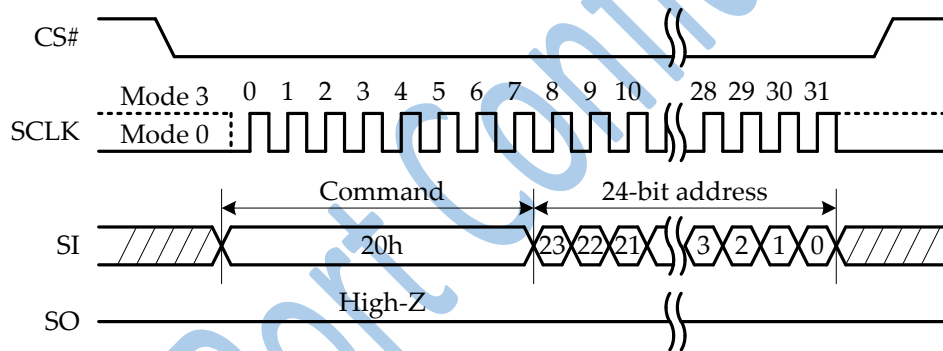 CS#
Mode 3 0 1 2 3 4 5 6 7 8 9 10 28 29 30 31
SCLK Mode 0
Command 24-bit address
SI 20h 23 22 21 3 2 1 0
High-Z
SO